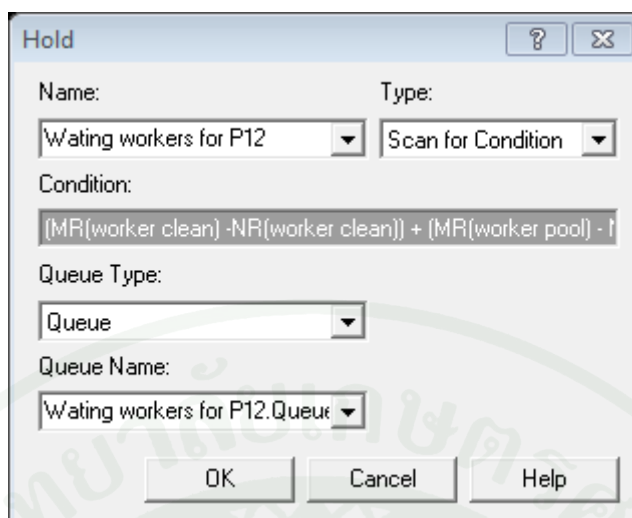 Hold
Name: Type:
Wating workers for P12 Scan for Condition
Condition:
(MR(worker clean) -NR(worker clean)) + (MR(worker pool) -
Queue Type:
Queue
Queue Name:
Wating workers for P12.Queue
OK Cancel Help